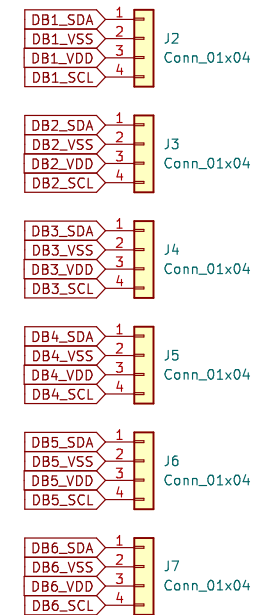 DB1_SDA 1
DB1_VSS 2 J2
DB1_VDD 3 Conn_01x04
DB1_SCL 4
DB2_SDA 1
DB2_VSS 2 J3
DB2_VDD 3 Conn_01x04
DB2_SCL 4
DB3_SDA 1
DB3_VSS 2 J4
DB3_VDD 3 Conn_01x04
DB3_SCL 4
DB4_SDA 1
DB4_VSS 2 J5
DB4_VDD 3 Conn_01x04
DB4_SCL 4
DB5_SDA 1
DB5_VSS 2 J6
DB5_VDD 3 Conn_01x04
DB5_SCL 4
DB6_SDA 1
DB6_VSS 2 J7
DB6_VDD 3 Conn_01x04
DB6_SCL 4